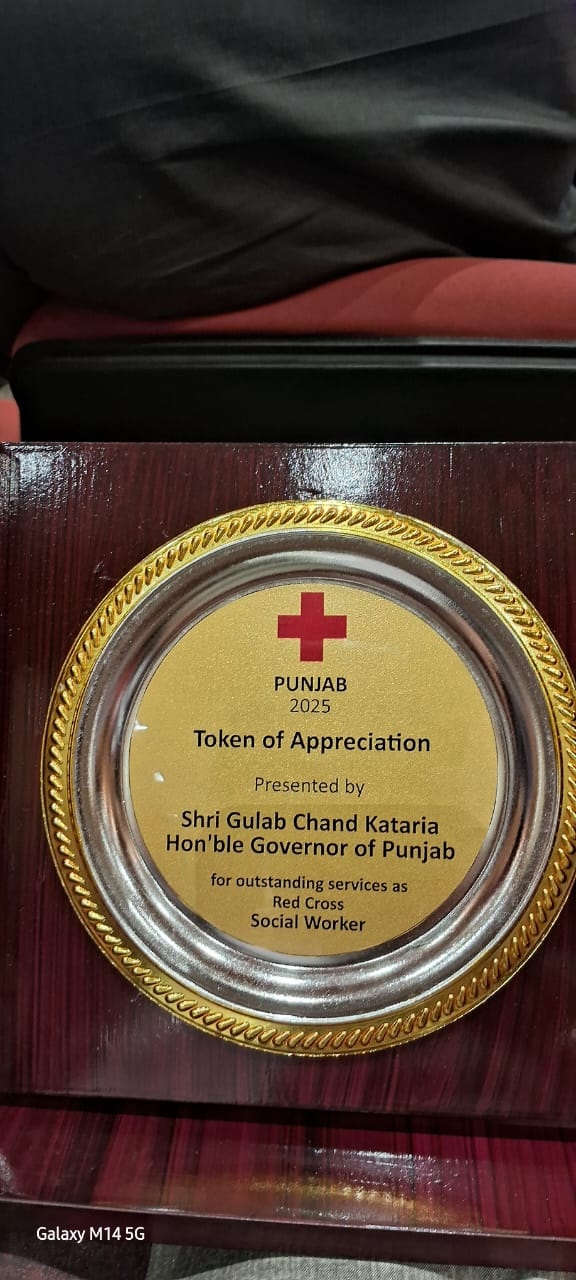 PUNJAB
2025
Token of Appreciation
Presented by
Shri Gulab Chand Kataria
Hon'ble Governor of Punjab
for outstanding services as
Red Cross
Social Worker
Galaxy M14 5G